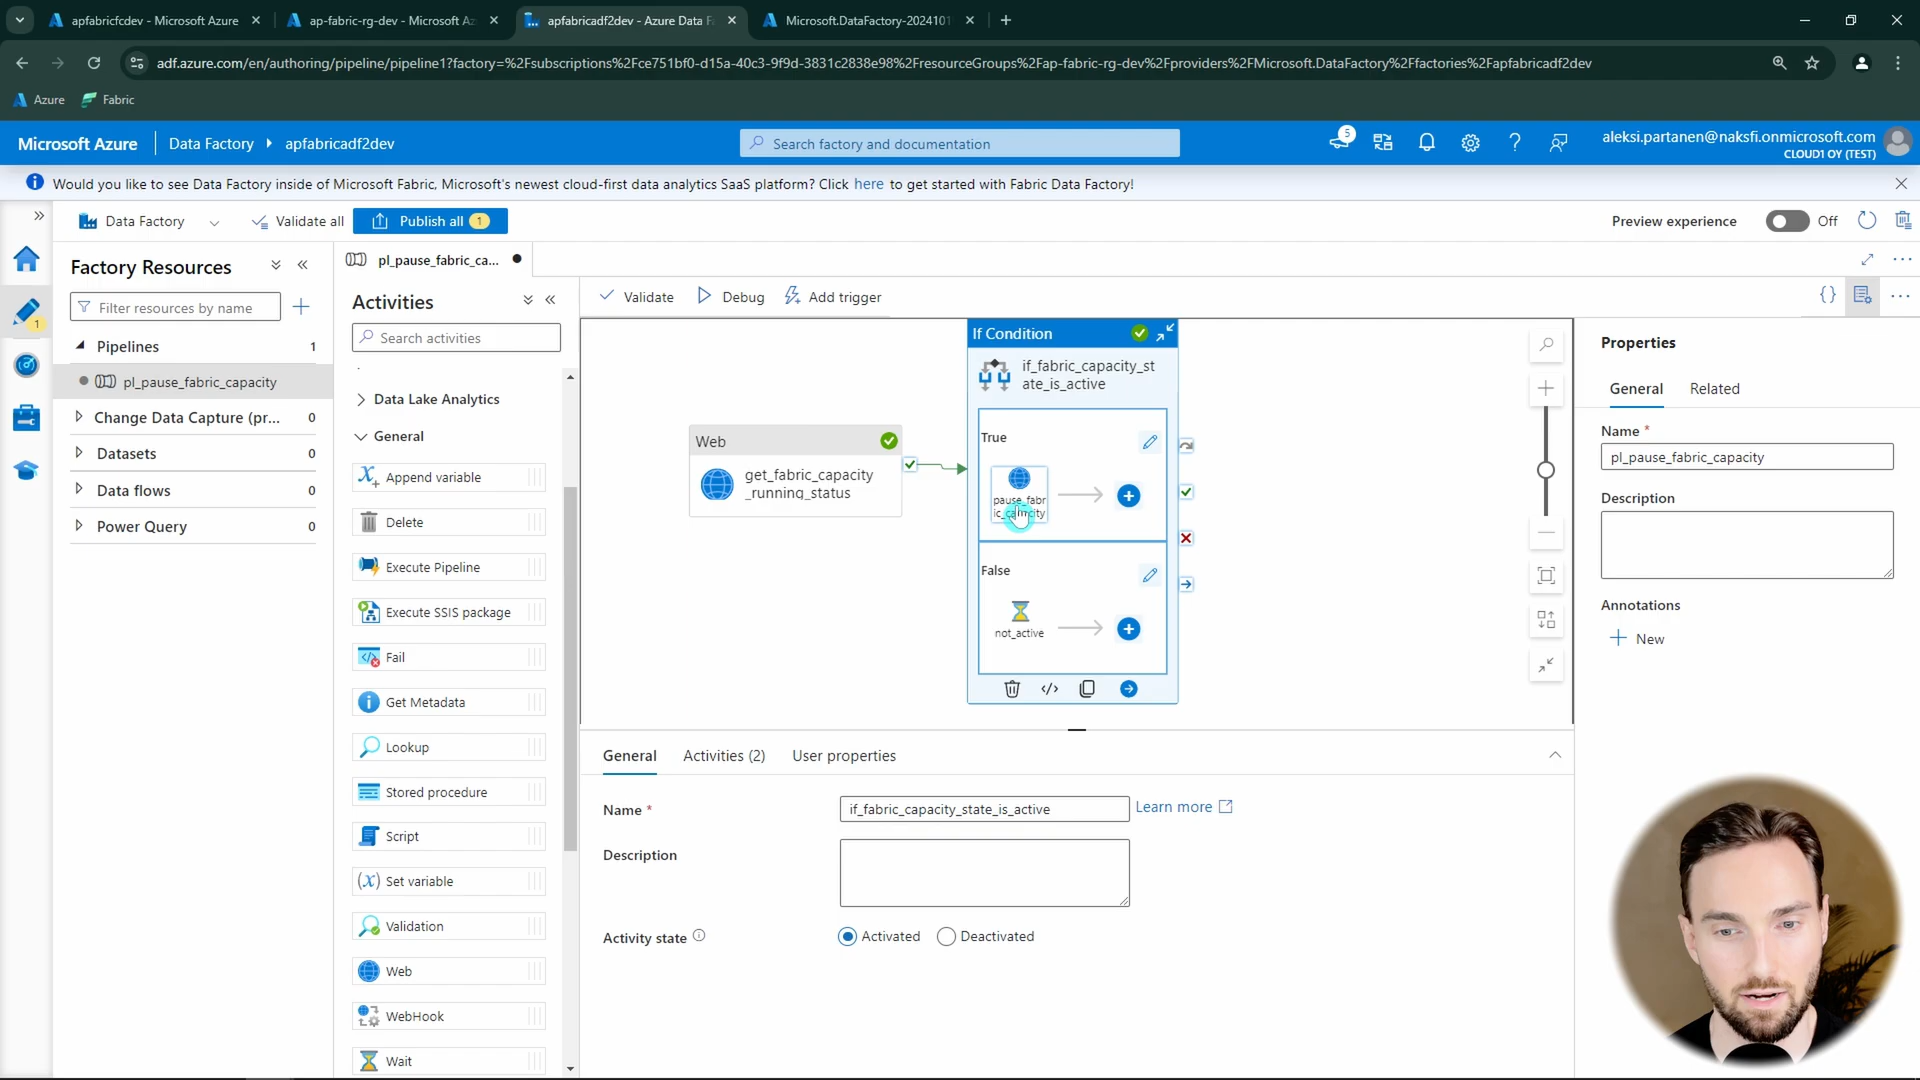 apfabricfcdev - Microsoft Azure
ap-fabric-rg-dev - Microsoft Az
apfabricadf2dev - Azure Data F
Microsoft.DataFactory-2024101
adf.azure.com/en/authoring/pipeline/pipeline1?factory=%2Fsubscriptions%2Fce751bf0-d15a-40c3-9f9d-3831c2838e98%2FresourceGroups%2Fap-fabric-rg-dev%2Fproviders%2FMicrosoft.DataFactory%2Ffactories%2Fapfabricadf2dev
Azure
Fabric
Microsoft Azure
Data Factory
apfabricadf2dev
Search factory and documentation
5
aleksi.partanen@naksfi.onmicrosoft.com
CLOUD1 OY (TEST)
Would you like to see Data Factory inside of Microsoft Fabric, Microsoft's newest cloud-first data analytics SaaS platform? Click here to get started with Fabric Data Factory!
Data Factory
Validate all
Publish all 1
Preview experience
Off
1
Factory Resources
Filter resources by name
Pipelines 1
pl_pause_fabric_capacity
Change Data Capture (pr... 0
Datasets 0
Data flows 0
Power Query 0
pl_pause_fabric_ca...
Activities
Search activities
Data Lake Analytics
General
Append variable
Delete
Execute Pipeline
Execute SSIS package
Fail
Get Metadata
Lookup
Stored procedure
Script
Set variable
Validation
Web
WebHook
Wait
Validate
Debug
Add trigger
Web
get_fabric_capacity
_running_status
If Condition
if_fabric_capacity_st
ate_is_active
True
pause_fabr
ic_capacity
False
not_active
General
Activities (2)
User properties
Name *
if_fabric_capacity_state_is_active
Learn more
Description
Activity state
Activated
Deactivated
Properties
General
Related
Name *
pl_pause_fabric_capacity
Description
Annotations
New